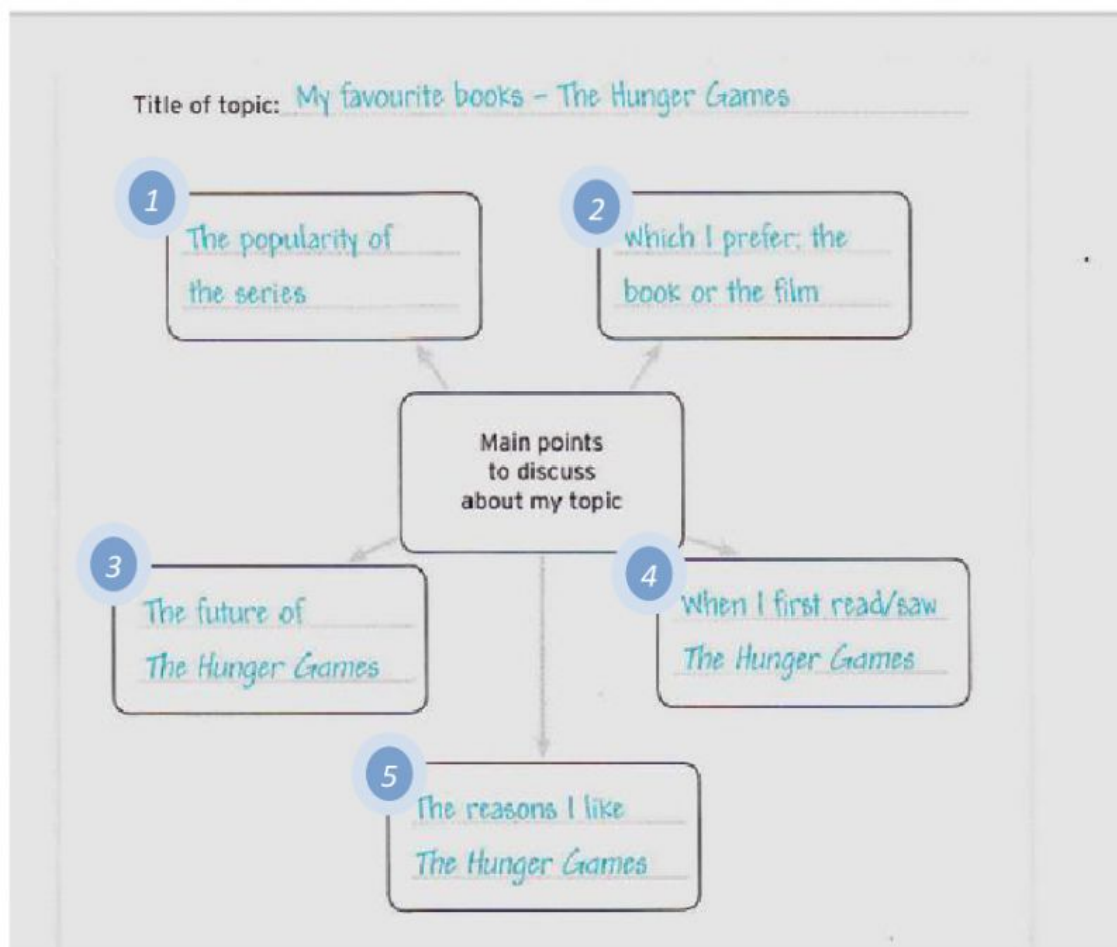 Title of topic: My favourite books – The Hunger Games
1
The popularity of
the series
2
Which I prefer: the
book or the film
Main points
to discuss
about my topic
3
The future of
The Hunger Games
4
When I first read/saw
The Hunger Games
5
The reasons I like
The Hunger Games